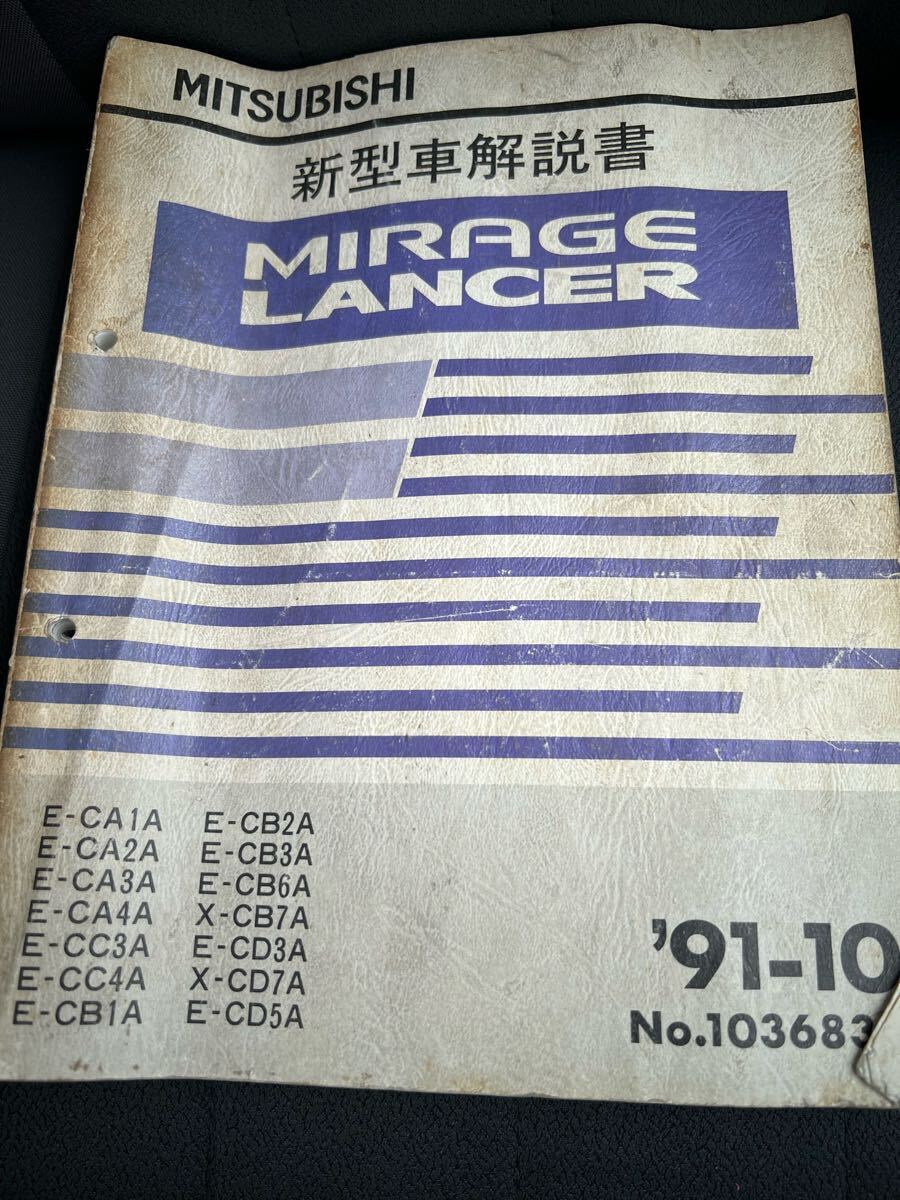 MITSUBISHI
新型車解説書
MIRAGE
LANCER
E-CA1A E-CB2A
E-CA2A E-CB3A
E-CA3A E-CB6A
E-CA4A X-CB7A
E-CC3A E-CD3A
E-CC4A X-CD7A
E-CB1A E-CD5A
'91-10
No.103683